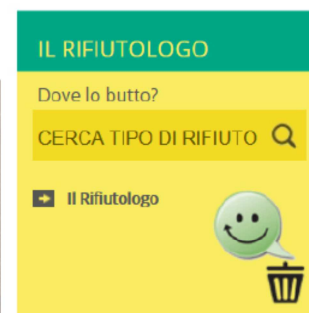 IL RIFIUTOLOGO
Dove lo butto?
CERCA TIPO DI RIFIUTO
Il Rifiutologo